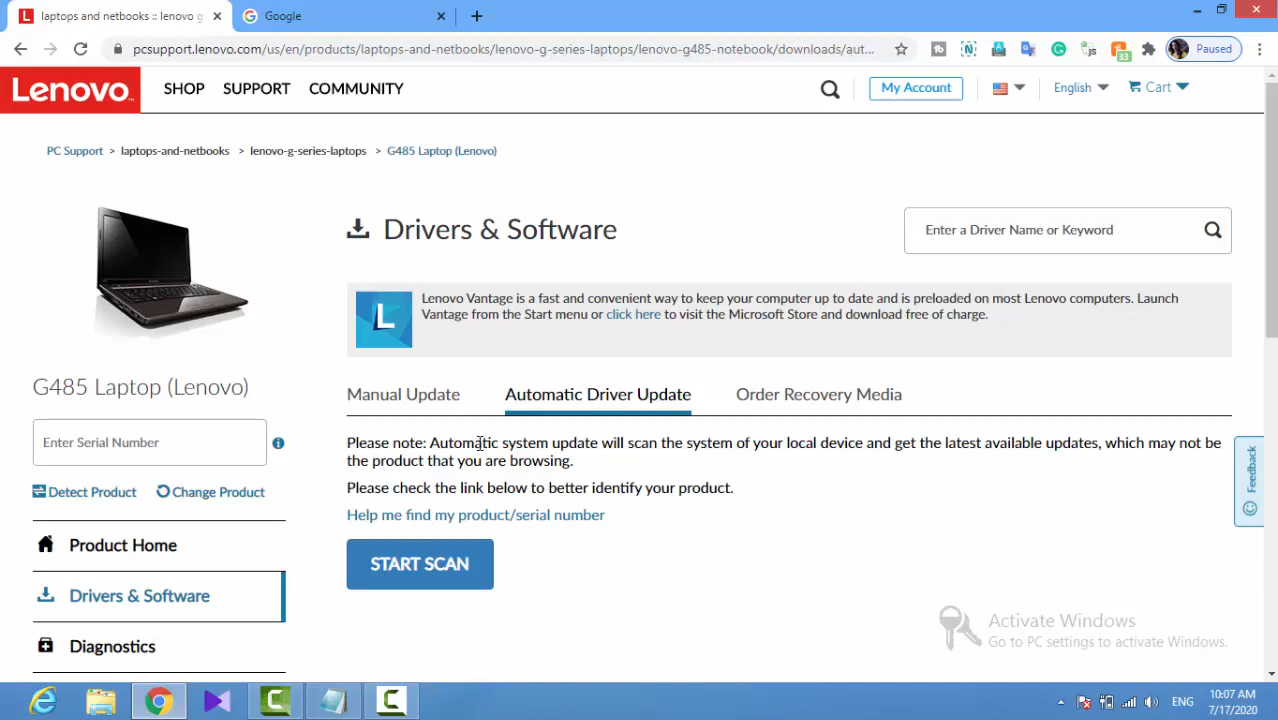 laptops and netbooks :: lenovo g
Google
pcsupport.lenovo.com/us/en/products/laptops-and-netbooks/lenovo-g-series-laptops/lenovo-g485-notebook/downloads/aut...
33
Paused
Lenovo
SHOP SUPPORT COMMUNITY
My Account
English
Cart
PC Support > laptops-and-netbooks > lenovo-g-series-laptops > G485 Laptop (Lenovo)
Drivers & Software
Enter a Driver Name or Keyword
L
Lenovo Vantage is a fast and convenient way to keep your computer up to date and is preloaded on most Lenovo computers. Launch
Vantage from the Start menu or click here to visit the Microsoft Store and download free of charge.
G485 Laptop (Lenovo)
Enter Serial Number
Detect Product Change Product
Product Home
Drivers & Software
Diagnostics
Manual Update Automatic Driver Update Order Recovery Media
Please note: Automatic system update will scan the system of your local device and get the latest available updates, which may not be
the product that you are browsing.
Please check the link below to better identify your product.
Help me find my product/serial number
START SCAN
Feedback
Activate Windows
Go to PC settings to activate Windows.
ENG
10:07 AM
7/17/2020